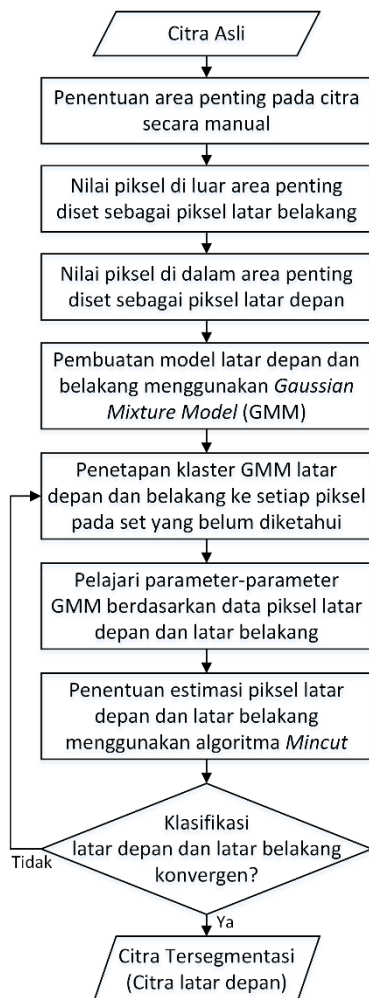 Citra Asli
Penentuan area penting pada citra
secara manual
Nilai piksel di luar area penting
diset sebagai piksel latar belakang
Nilai piksel di dalam area penting
diset sebagai piksel latar depan
Pembuatan model latar depan dan
belakang menggunakan Gaussian
Mixture Model (GMM)
Penetapan klaster GMM latar
depan dan belakang ke setiap piksel
pada set yang belum diketahui
Pelajari parameter-parameter
GMM berdasarkan data piksel latar
depan dan latar belakang
Penentuan estimasi piksel latar
depan dan latar belakang
menggunakan algoritma Mincut
Klasifikasi
latar depan dan latar belakang
konvergen?
Tidak
Ya
Citra Tersegmentasi
(Citra latar depan)